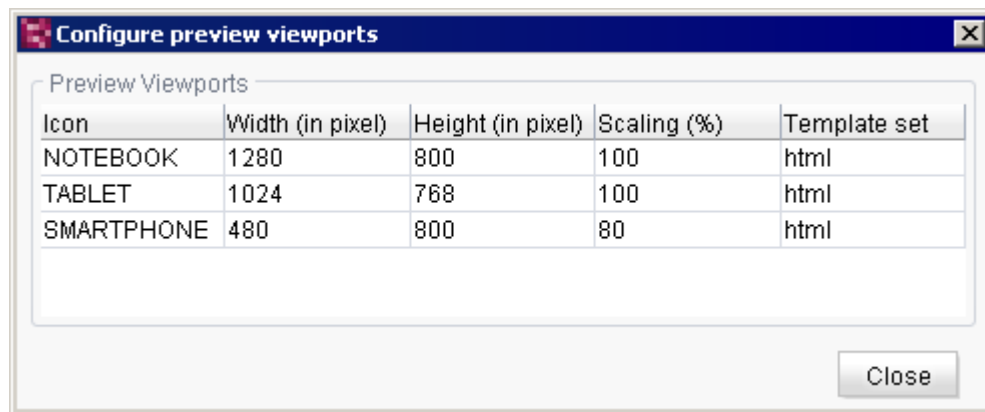 Configure preview viewports
Preview Viewports
Icon Width (in pixel) Height (in pixel) Scaling (%) Template set
NOTEBOOK 1280 800 100 html
TABLET 1024 768 100 html
SMARTPHONE 480 800 80 html
Close